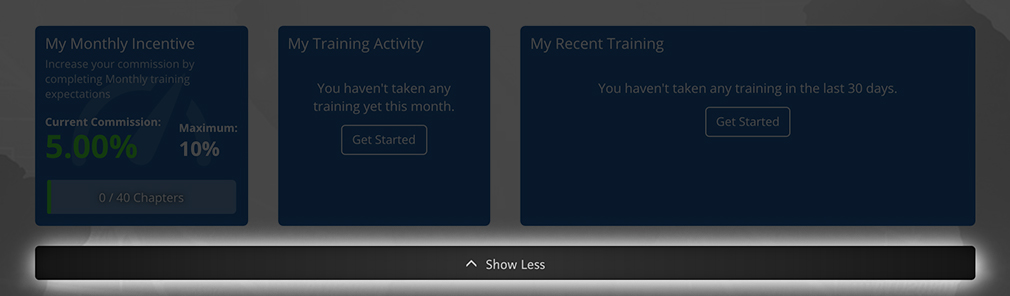 My Monthly Incentive
Increase your commission by
completing Monthly training
expectations
Current Commission:
5.00%
Maximum:
10%
0 / 40 Chapters
My Training Activity
You haven't taken any
training yet this month.
Get Started
My Recent Training
You haven't taken any training in the last 30 days.
Get Started
Show Less